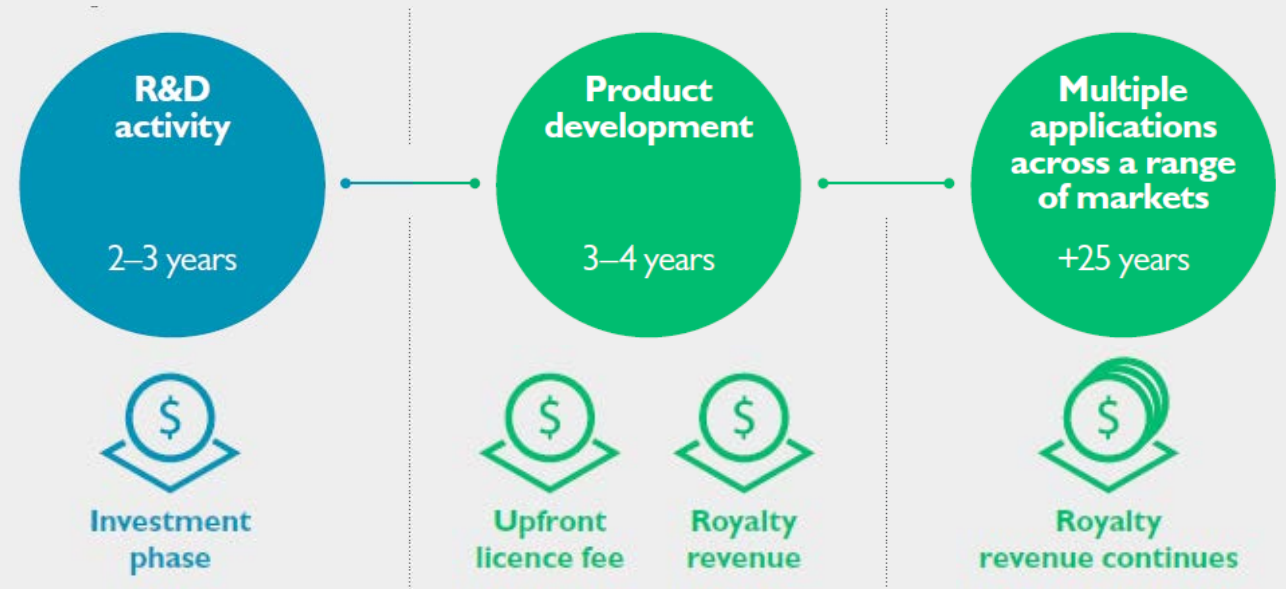 R&D
activity
2–3 years
Product
development
3–4 years
Multiple
applications
across a range
of markets
+25 years
$
Investment
phase
$
Upfront
licence fee
$
Royalty
revenue
$
Royalty
revenue continues